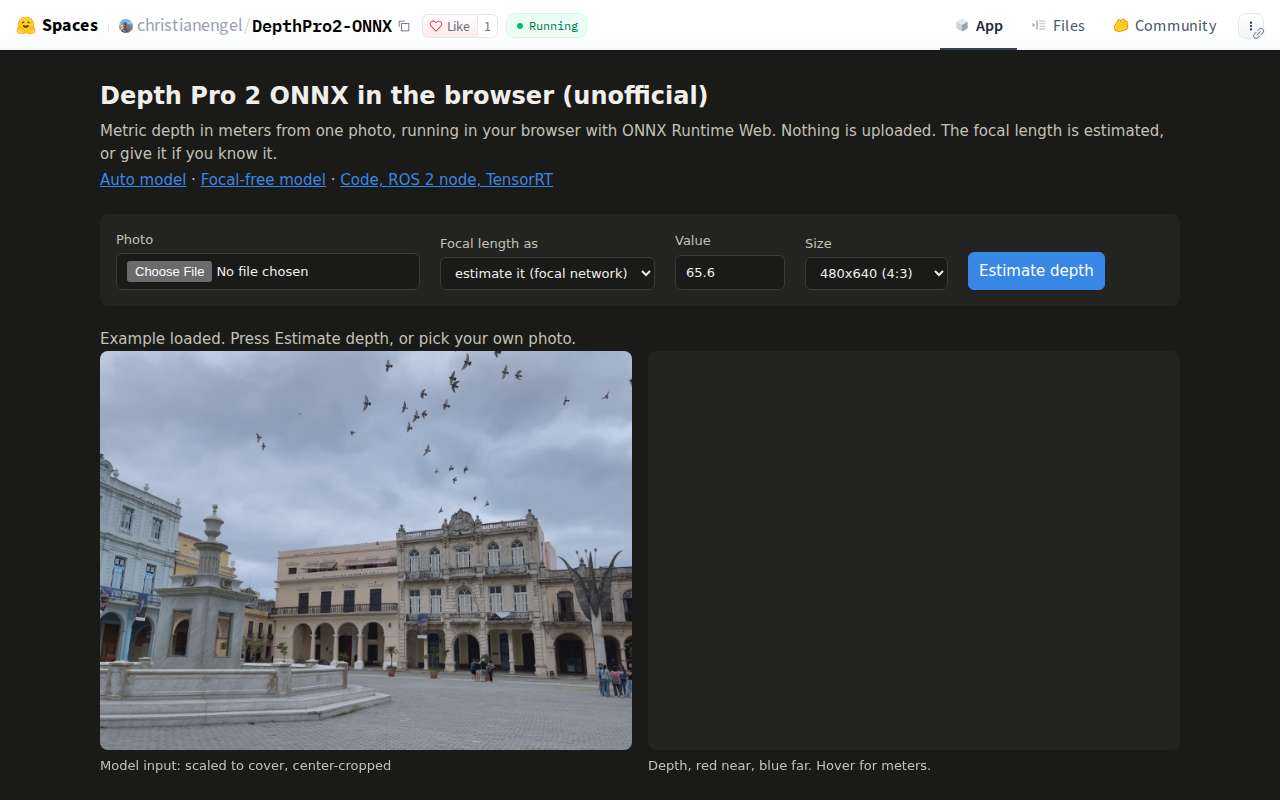 Spaces
christianengel/DepthPro2-ONNX
Like 1
Running
App
Files
Community
Depth Pro 2 ONNX in the browser (unofficial)
Metric depth in meters from one photo, running in your browser with ONNX Runtime Web. Nothing is uploaded. The focal length is estimated,
or give it if you know it.
Auto model · Focal-free model · Code, ROS 2 node, TensorRT
Photo
Choose File No file chosen
Focal length as
estimate it (focal network)
Value
65.6
Size
480x640 (4:3)
Estimate depth
Example loaded. Press Estimate depth, or pick your own photo.
Model input: scaled to cover, center-cropped
Depth, red near, blue far. Hover for meters.